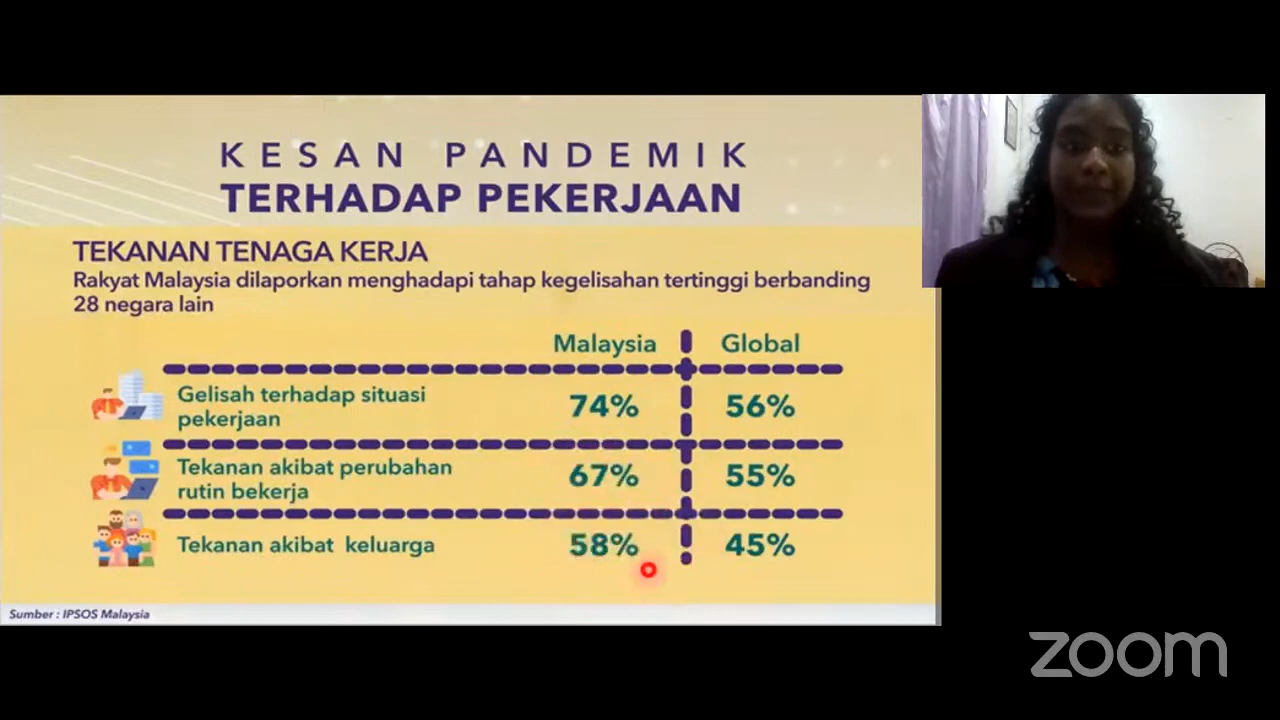 KESAN PANDEMIK
TERHADAP PEKERJAAN
TEKANAN TENAGA KERJA
Rakyat Malaysia dilaporkan menghadapi tahap kegelisahan tertinggi berbanding
28 negara lain
Malaysia Global
Gelisah terhadap situasi
pekerjaan
74% 56%
Tekanan akibat perubahan
rutin bekerja
67% 55%
Tekanan akibat keluarga 58% 45%
Sumber : IPSOS Malaysia
zoom